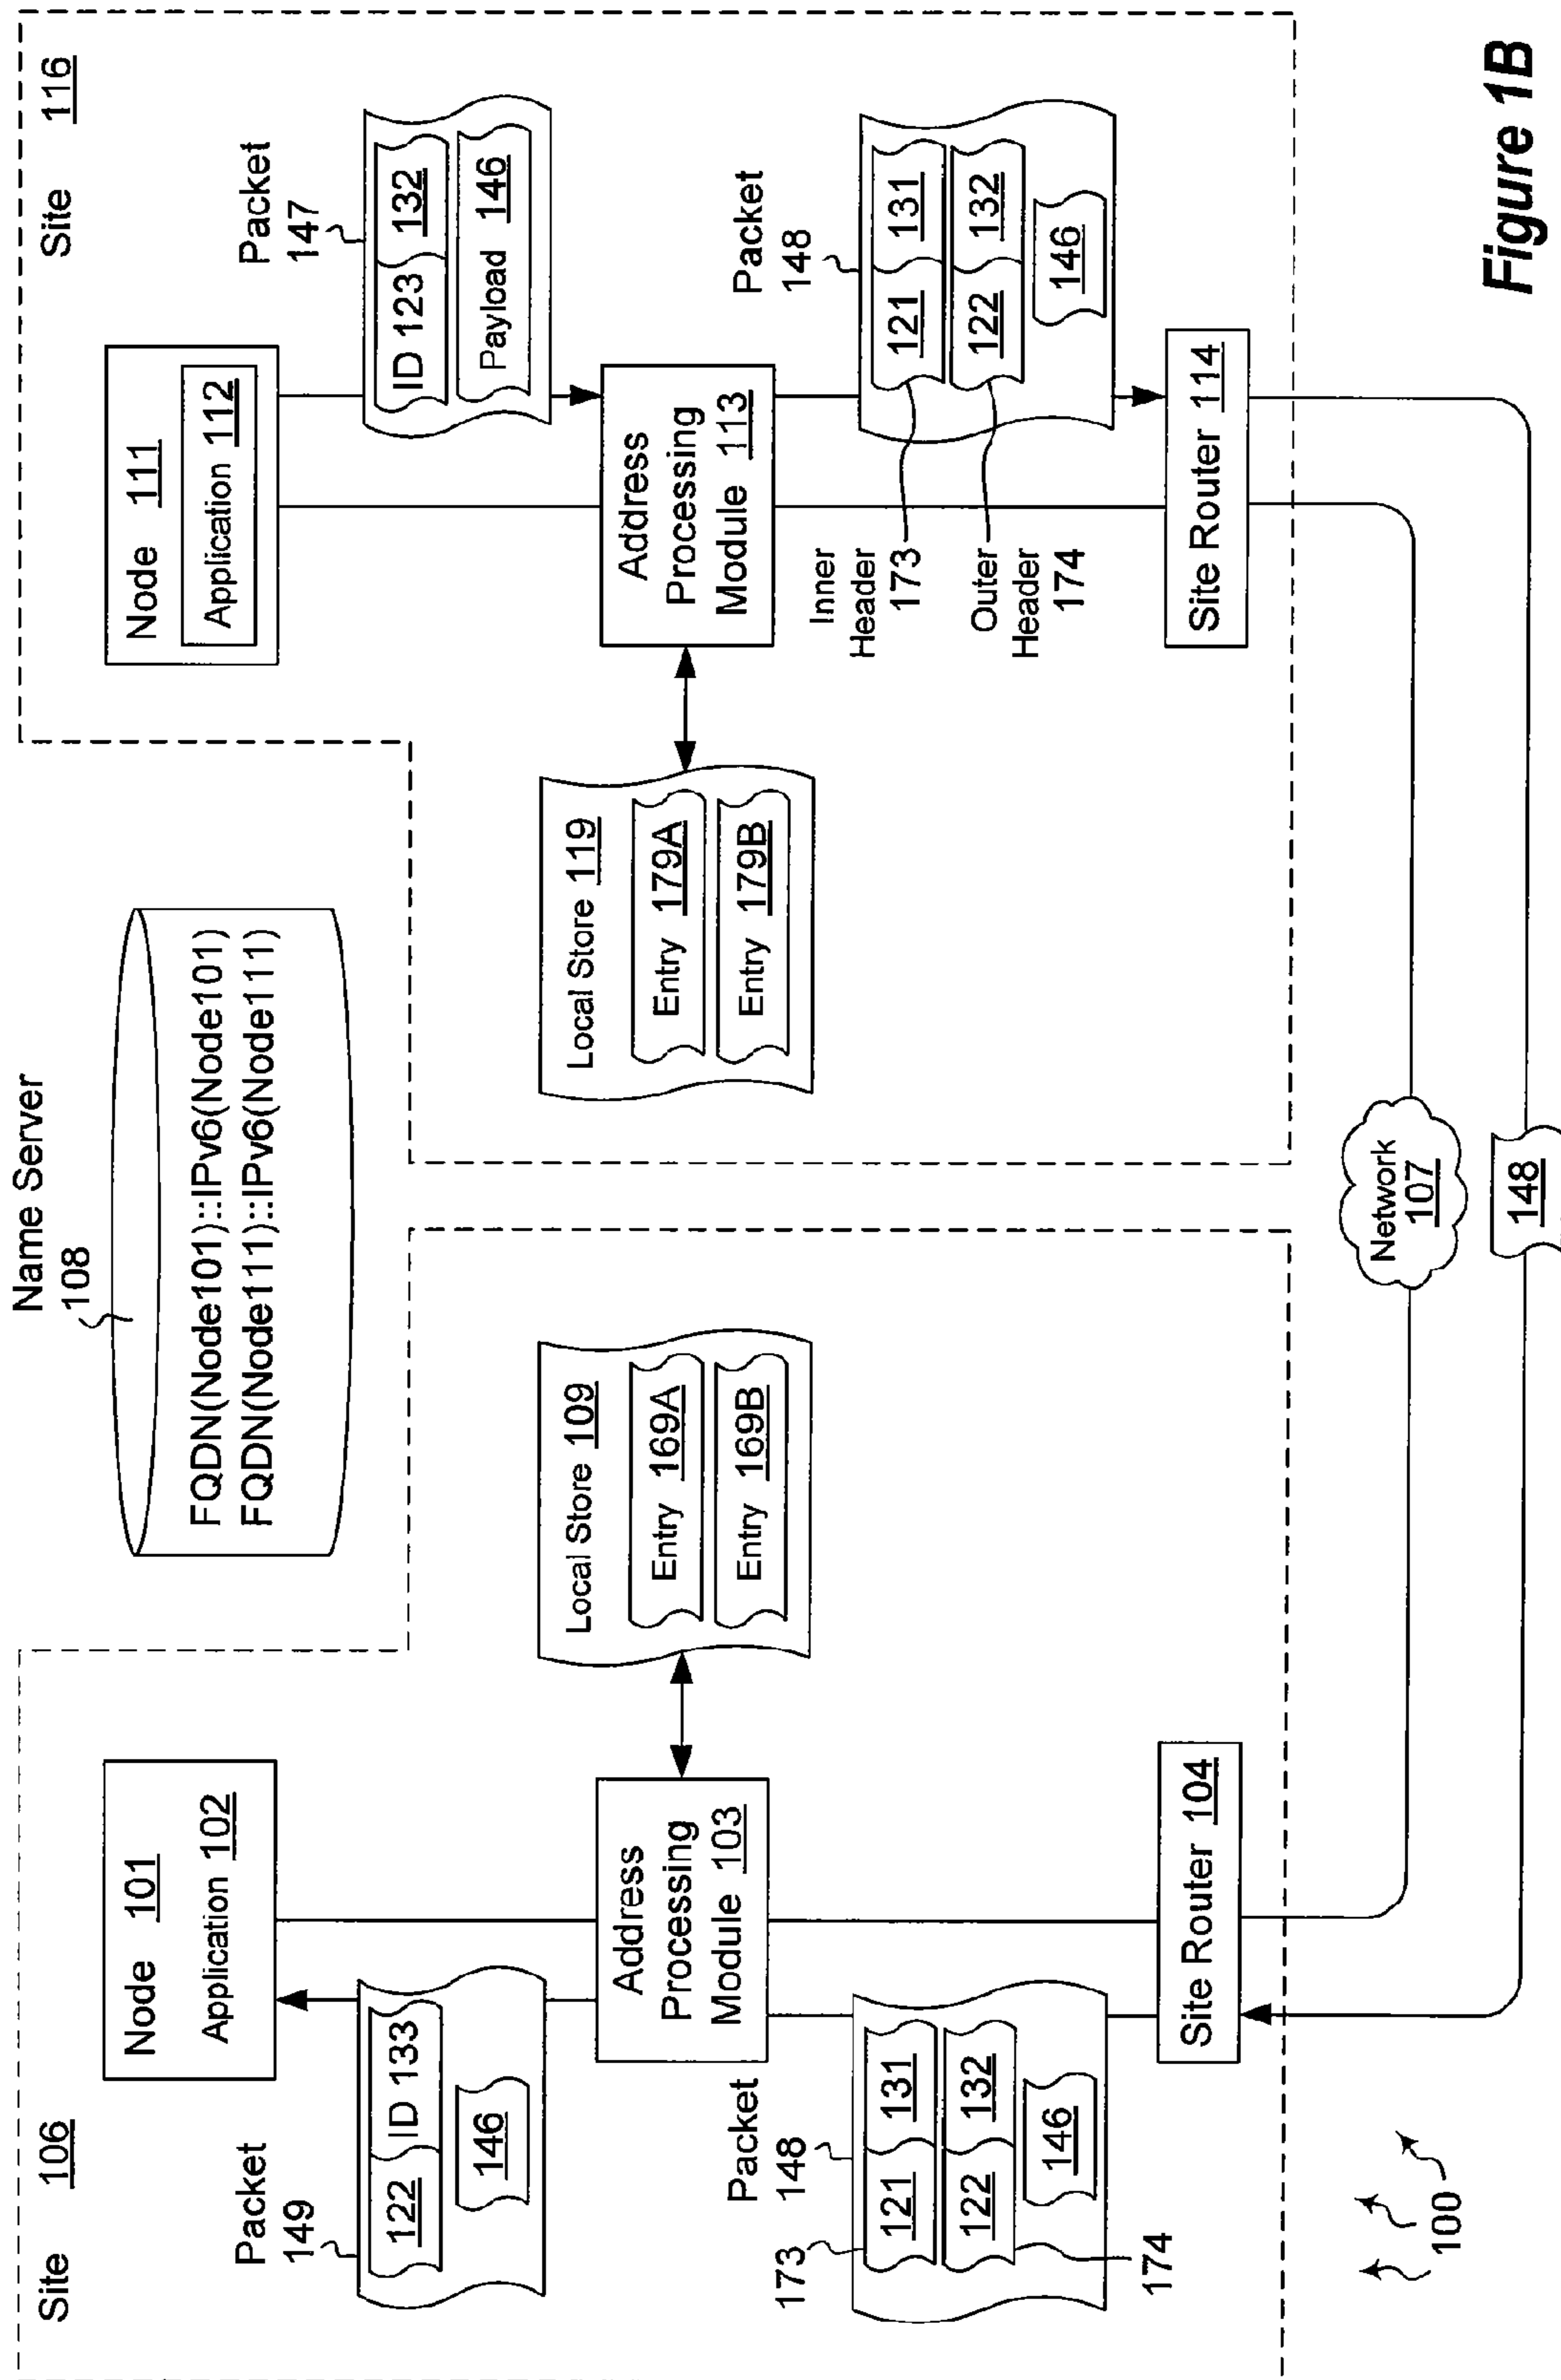 Name Server
108
FQDN(Node101)::IPv6(Node101)
FQDN(Node111)::IPv6(Node111)
Site 106
Node 101
Application 102
Packet
149
122
ID 133
146
Address
Processing
Module 103
Local Store 109
Entry 169A
Entry 169B
Packet
148
173
121
131
122
132
146
174
Site Router 104
100
Site 116
Node 111
Application 112
Packet
147
ID 123
132
Payload 146
Address
Processing
Module 113
Local Store 119
Entry 179A
Entry 179B
Packet
148
121
131
122
132
146
Inner
Header
173
Outer
Header
174
Site Router 114
Network
107
148
Figure 1B